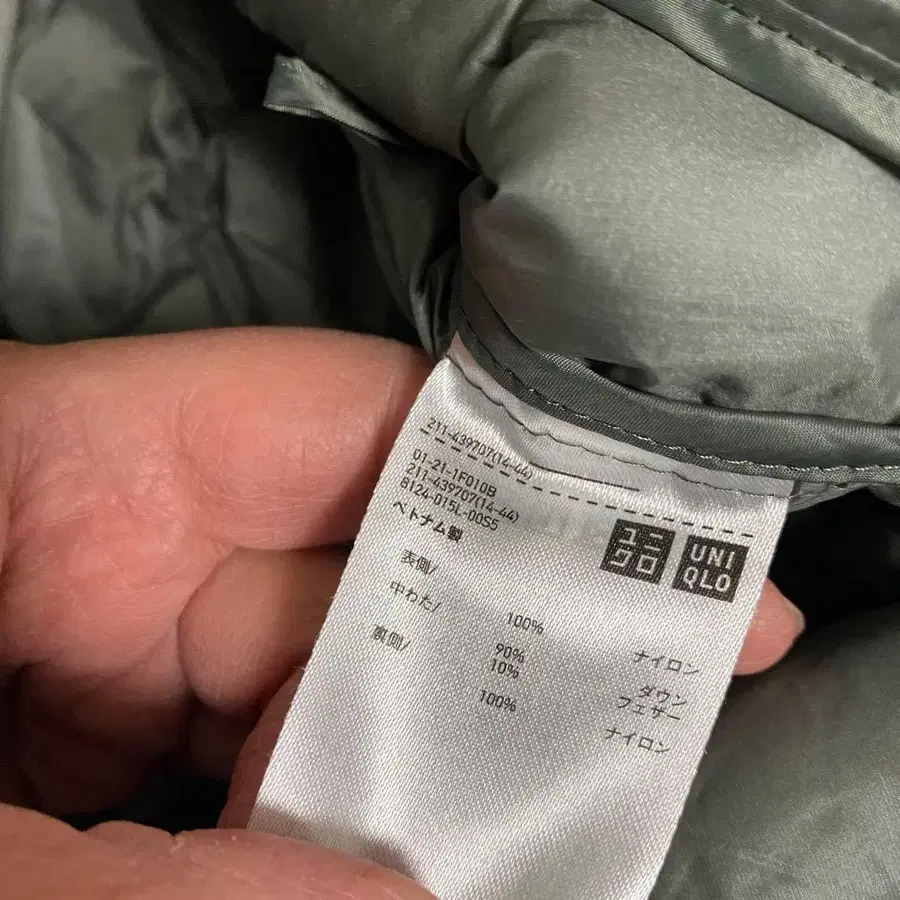 211-439707(14-44)
01-21-1F010B
211-439707(14-44)
8124-015L-00S5
ベトナム製
ユニ
クロ
UNI
QLO
表側/
100% ナイロン
中わた/
90% ダウン
10% フェザー
裏側/
100% ナイロン